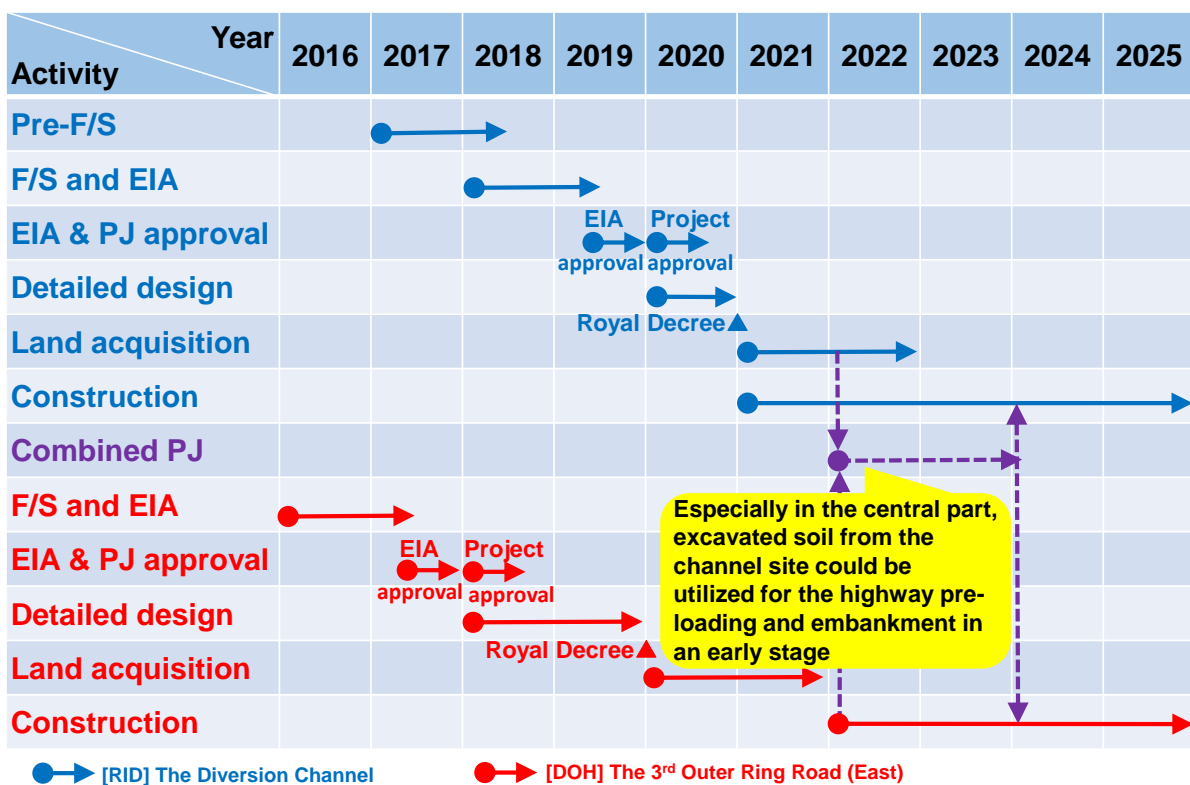 Year
Activity
2016 2017 2018 2019 2020 2021 2022 2023 2024 2025
Pre-F/S
F/S and EIA
EIA & PJ approval
EIA approval
Project approval
Detailed design
Royal Decree
Land acquisition
Construction
Combined PJ
Especially in the central part,
excavated soil from the
channel site could be
utilized for the highway pre-
loading and embankment in
an early stage
F/S and EIA
EIA & PJ approval
EIA approval
Project approval
Detailed design
Royal Decree
Land acquisition
Construction
[RID] The Diversion Channel
[DOH] The 3rd Outer Ring Road (East)